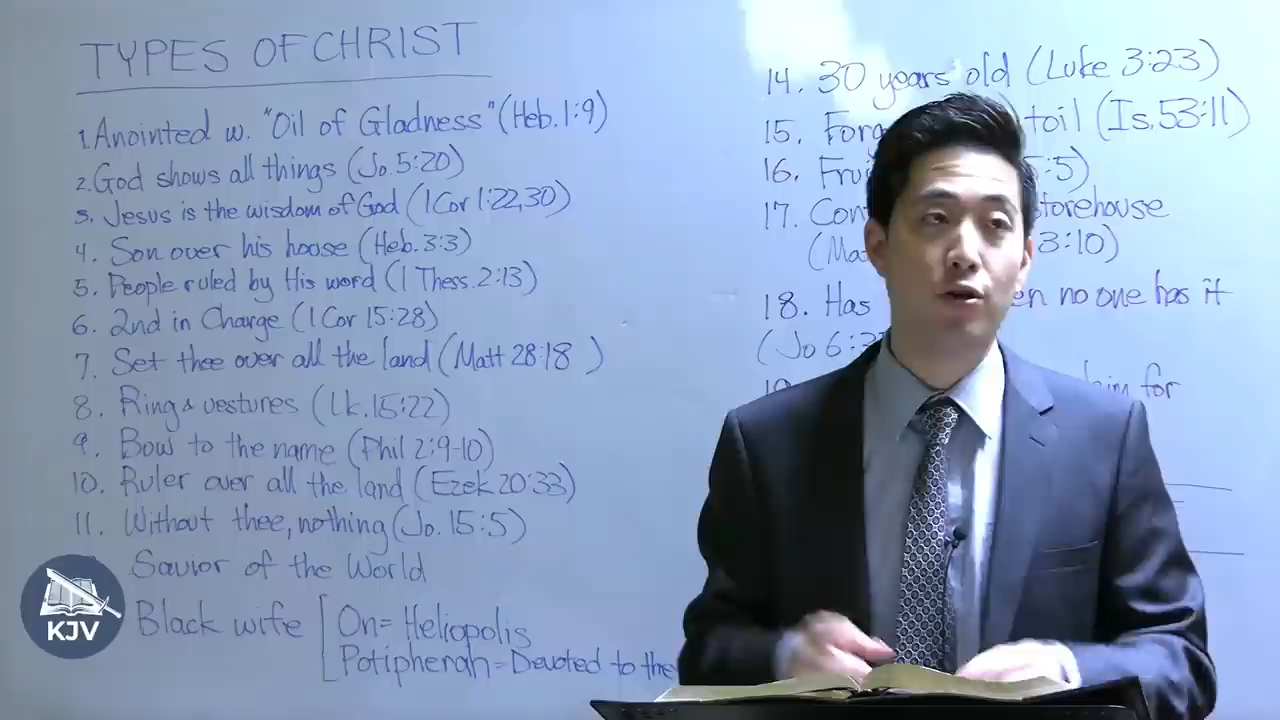 TYPES OF CHRIST
1. Anointed w. "Oil of Gladness" (Heb. 1:9)
2. God shows all things (Jo. 5:20)
3. Jesus is the wisdom of God (1 Cor 1:22,30)
4. Son over his house (Heb. 3:3)
5. People ruled by His word (1 Thess. 2:13)
6. 2nd in Charge (1 Cor 15:28)
7. Set thee over all the land (Matt 28:18 )
8. Ring & vestures (Lk. 15:22)
9. Bow to the name (Phil 2:9-10)
10. Ruler over all the land (Ezek 20:33)
11. Without thee, nothing (Jo. 15:5)
Savior of the World
Black wife [ On = Heliopolis
Potipherah = Devoted to the
KJV
14. 30 years old (Luke 3:23)
15. toil (Is. 53:11)
16. :5)
17. storehouse
3:10)
18. Has no one has it
(Jo 6:
for